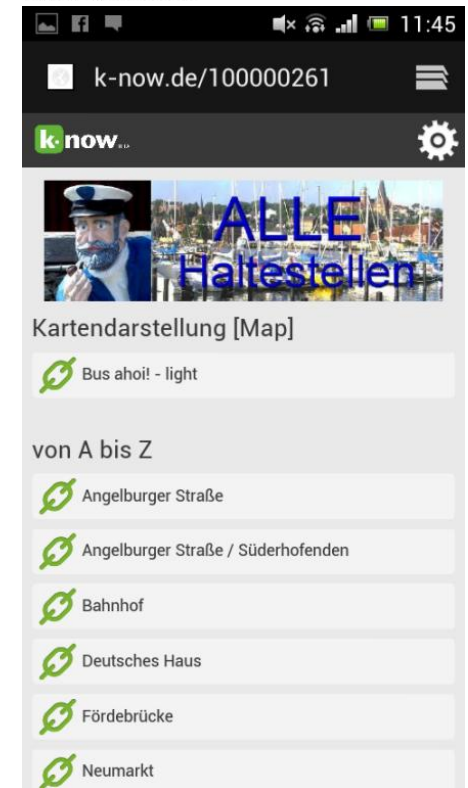 11:45
k-now.de/100000261
k-now
ALLE
Haltestellen
Kartendarstellung [Map]
Bus ahoi! - light
von A bis Z
Angelburger Straße
Angelburger Straße / Süderhofenden
Bahnhof
Deutsches Haus
Fördebrücke
Neumarkt